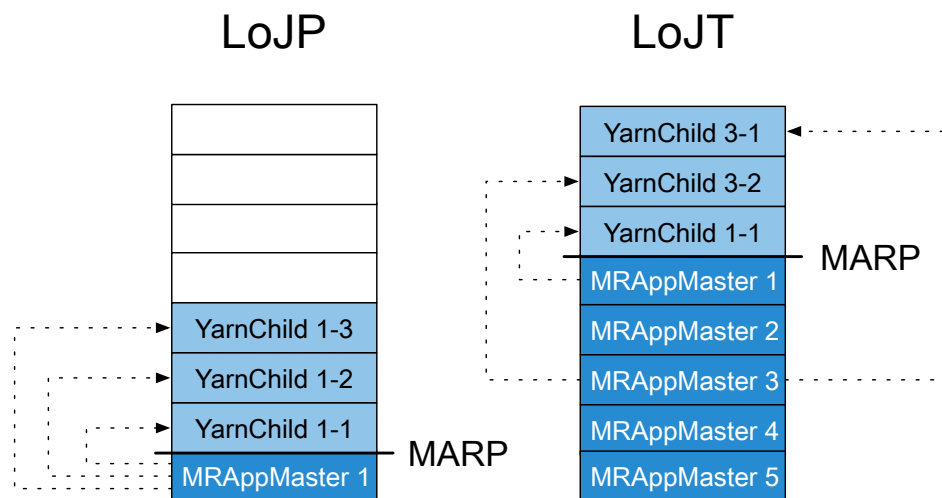 LoJP
YarnChild 1-3
YarnChild 1-2
YarnChild 1-1
MARP
MRAppMaster 1
LoJT
YarnChild 3-1
YarnChild 3-2
YarnChild 1-1
MARP
MRAppMaster 1
MRAppMaster 2
MRAppMaster 3
MRAppMaster 4
MRAppMaster 5